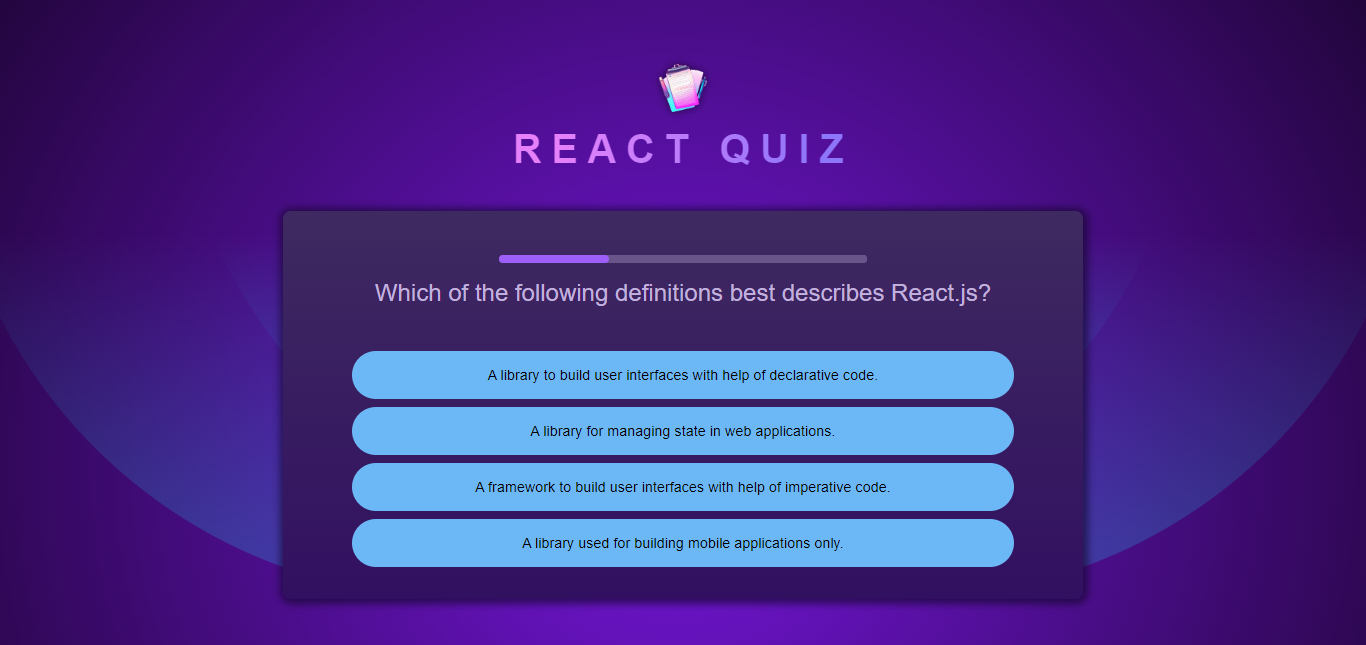 REACT QUIZ
Which of the following definitions best describes React.js?
A library to build user interfaces with help of declarative code.
A library for managing state in web applications.
A framework to build user interfaces with help of imperative code.
A library used for building mobile applications only.